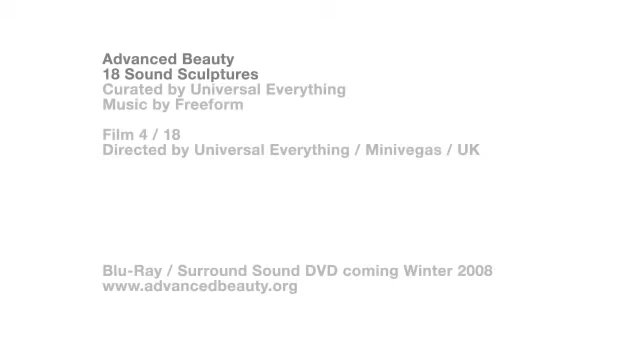 Advanced Beauty
18 Sound Sculptures
Curated by Universal Everything
Music by Freeform
Film 4 / 18
Directed by Universal Everything / Minivegas / UK
Blu-Ray / Surround Sound DVD coming Winter 2008
www.advancedbeauty.org